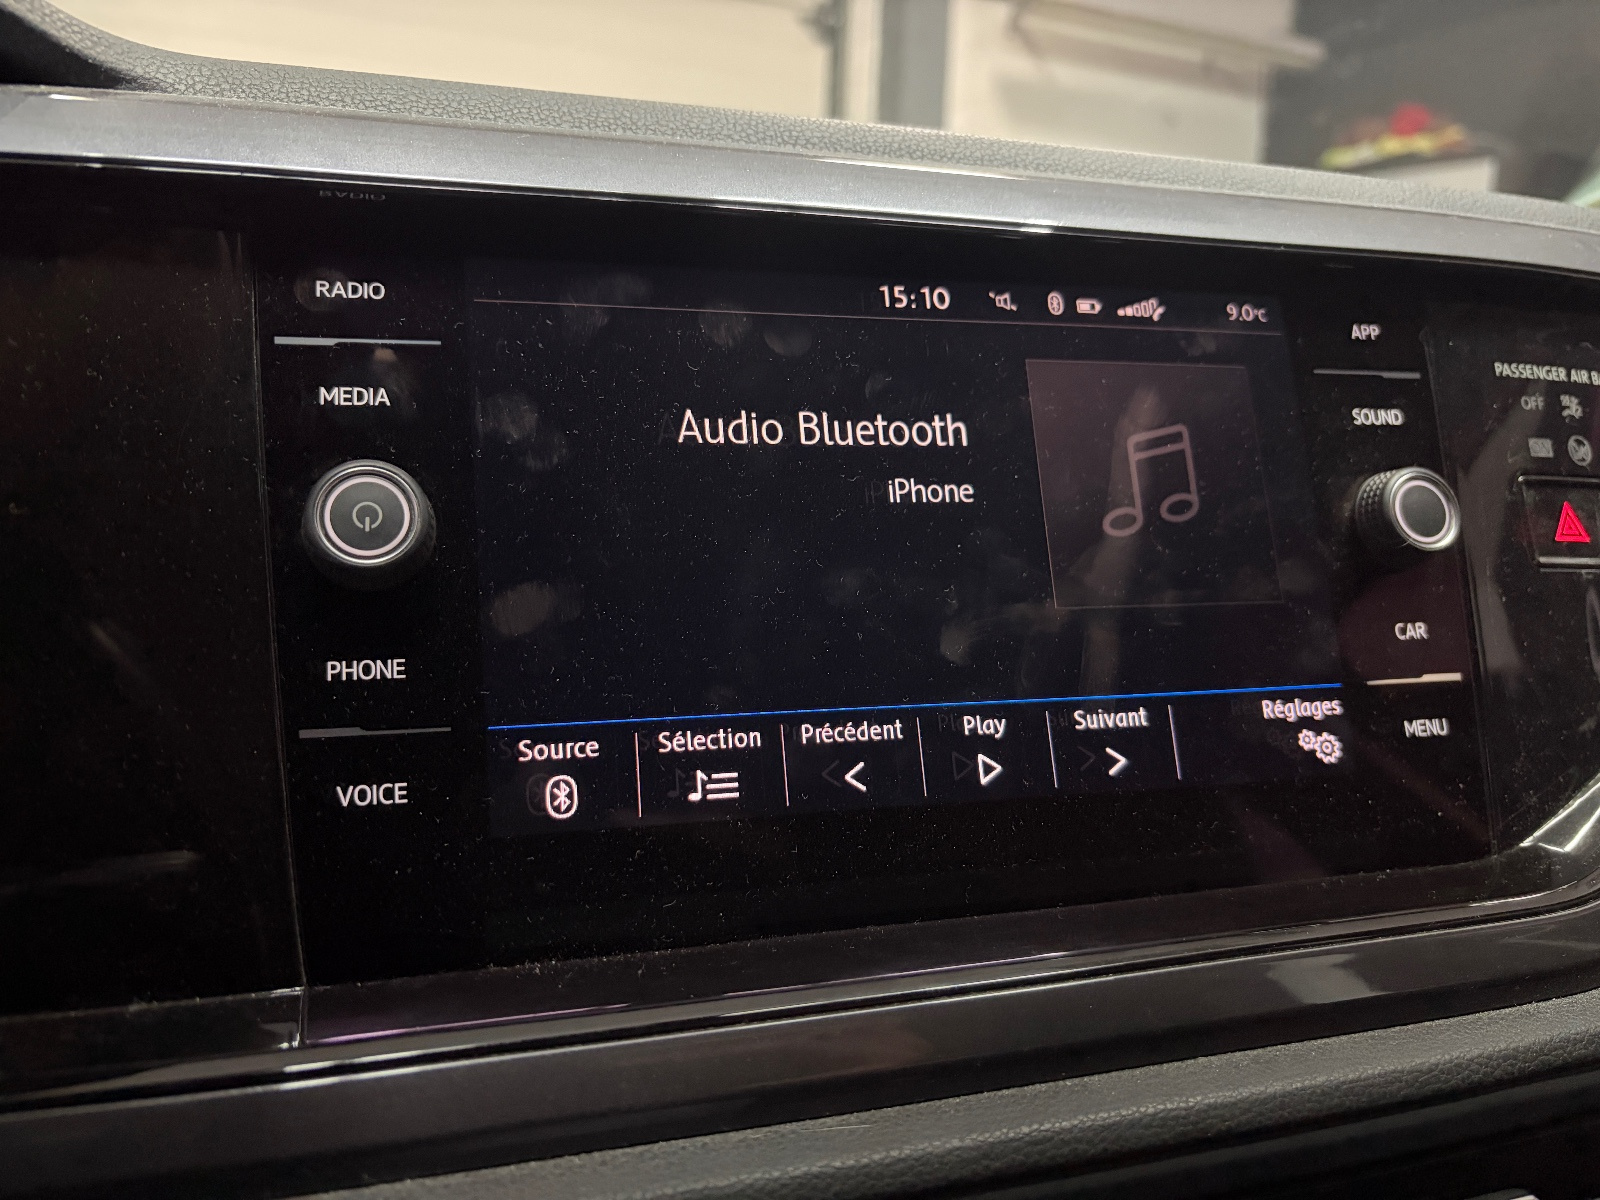 RADIO
MEDIA
PHONE
VOICE
15:10
9.0°C
Audio Bluetooth
iPhone
Source
Sélection
Précédent
Play
Suivant
Réglages
APP
SOUND
CAR
MENU
PASSENGER AIR
OFF